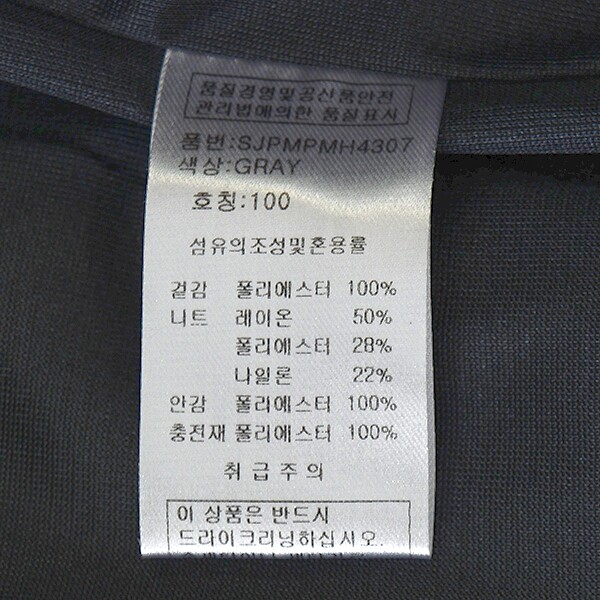 품질경영및공산품안전
관리법에의한 품질표시
품번:SJPMPMH4307
색상:GRAY
호칭:100
섬유의조성및혼용률
겉감 폴리에스터 100%
니트 레이온 50%
폴리에스터 28%
나일론 22%
안감 폴리에스터 100%
충전재 폴리에스터 100%
취급주의
이 상품은 반드시
드라이크리닝하십시오.